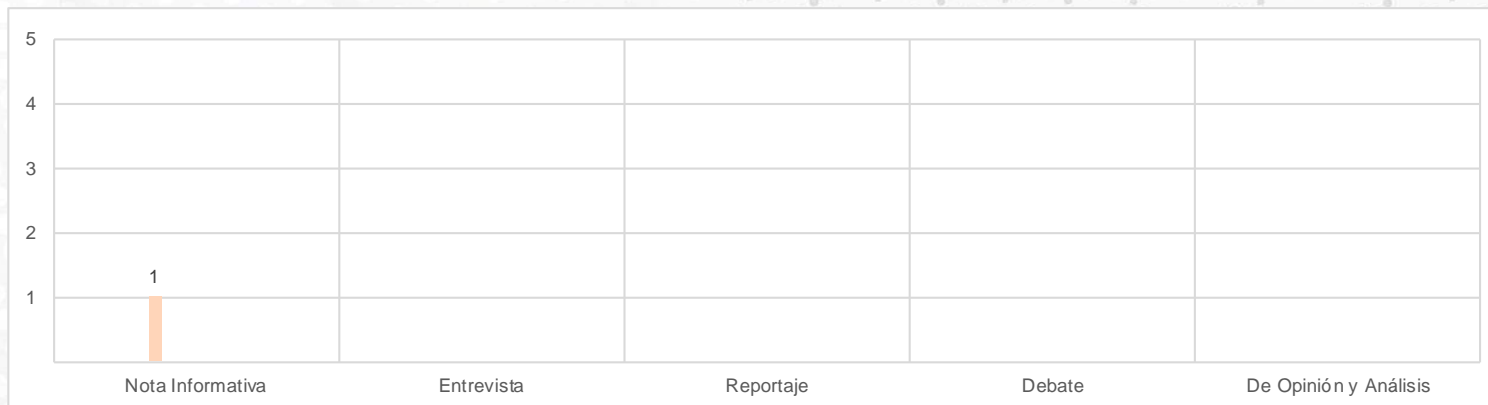 5
4
3
2
1
1
Nota Informativa
Entrevista
Reportaje
Debate
De Opinión y Análisis